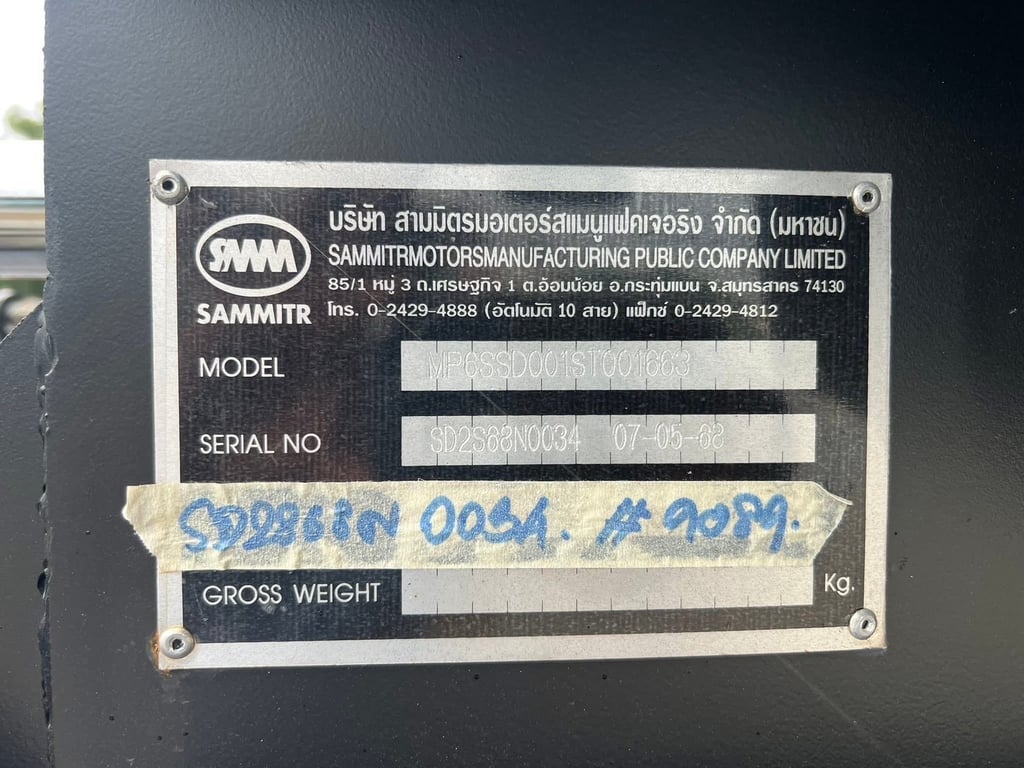 SAMM
SAMMITR
บริษัท สามมิตรมอเตอร์สแมนูแฟคเจอริง จำกัด (มหาชน)
SAMMITRMOTORSMANUFACTURING PUBLIC COMPANY LIMITED
85/1 หมู่ 3 ถ.เศรษฐกิจ 1 ต.อ้อมน้อย อ.กระทุ่มแบน จ.สมุทรสาคร 74130
โทร. 0-2429-4888 (อัตโนมัติ 10 สาย) แฟ็กซ์ 0-2429-4812
MODEL MP6SSD001ST001663
SERIAL NO SD2S68N0034 07-05-68
SD2S68N 0034. #9089.
GROSS WEIGHT Kg.